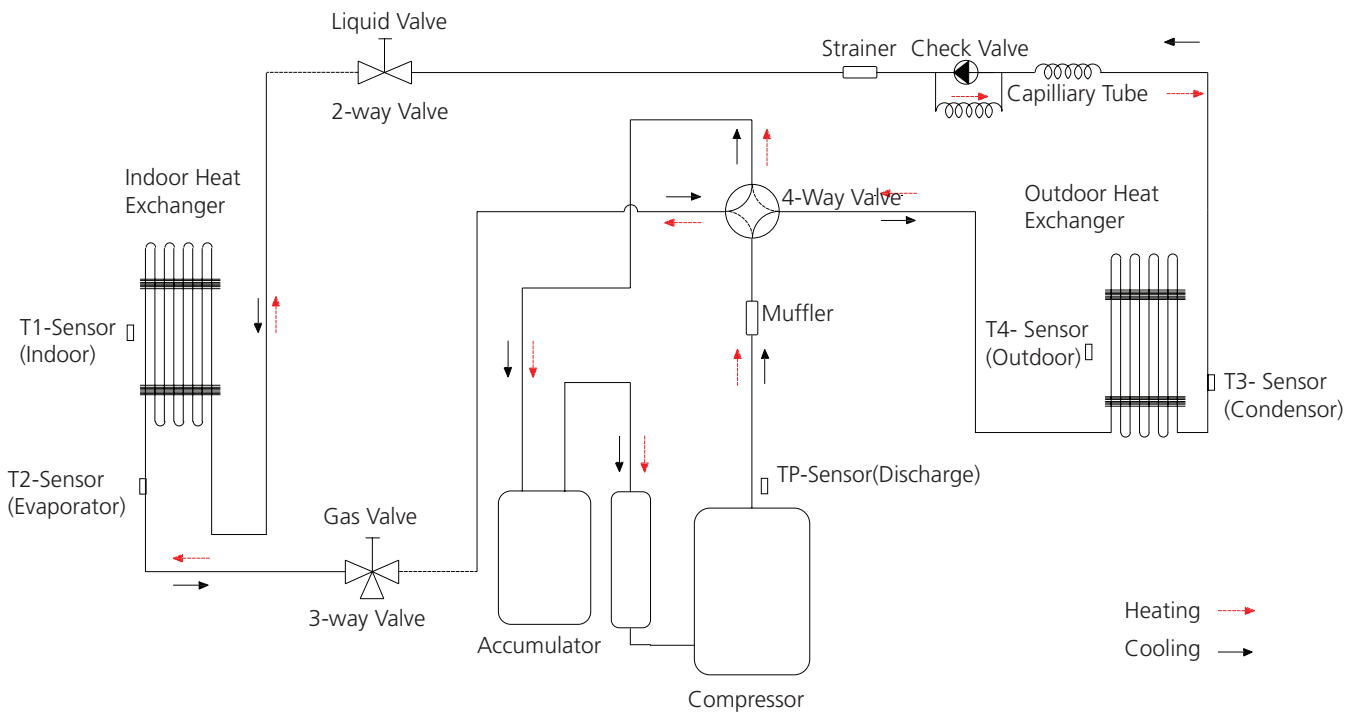 Liquid Valve
2-way Valve
Strainer
Check Valve
Capilliary Tube
Indoor Heat
Exchanger
4-Way Valve
Outdoor Heat
Exchanger
T1-Sensor
(Indoor)
Muffler
T4- Sensor
(Outdoor)
T3- Sensor
(Condensor)
T2-Sensor
(Evaporator)
TP-Sensor(Discharge)
Gas Valve
3-way Valve
Accumulator
Compressor
Heating
Cooling